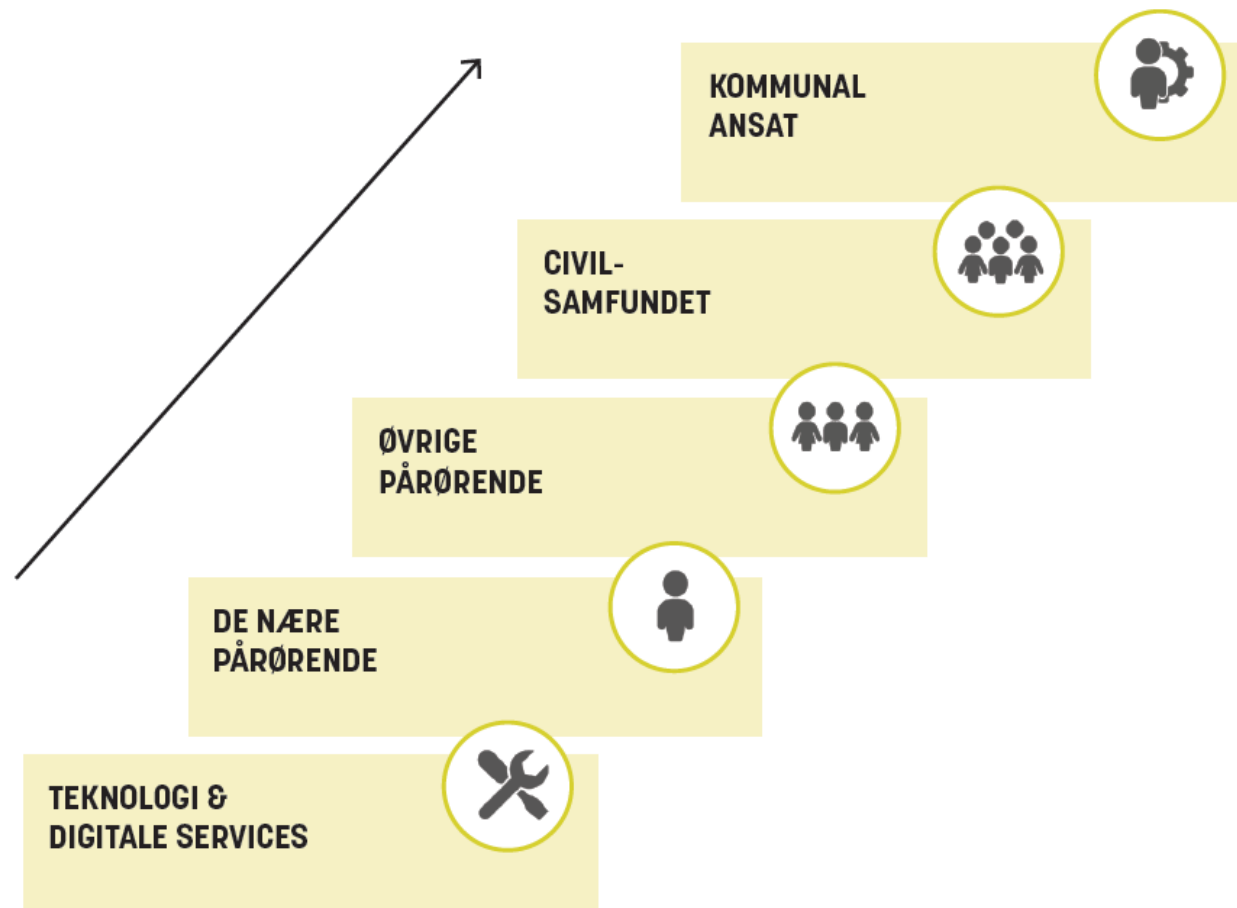 KOMMUNAL
ANSAT
CIVIL-
SAMFUNDET
ØVRIGE
PÅRØRENDE
DE NÆRE
PÅRØRENDE
TEKNOLOGI &
DIGITALE SERVICES